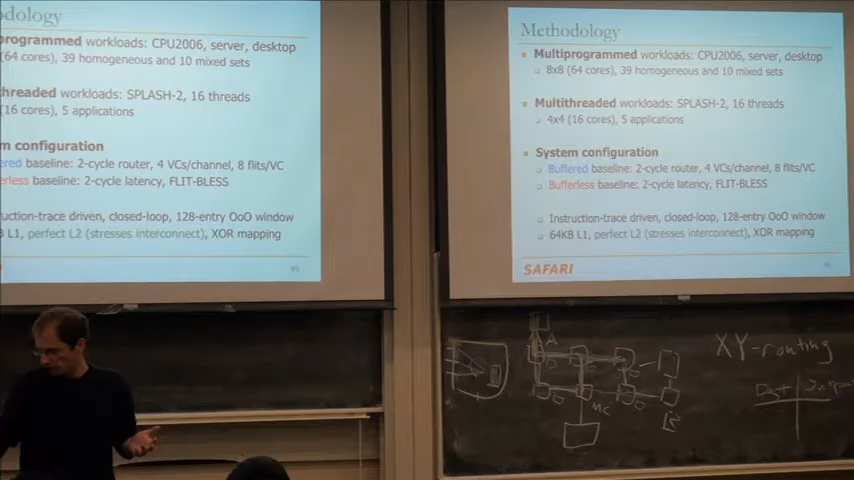 dology
programmed workloads: CPU2006, server, desktop
(64 cores), 39 homogeneous and 10 mixed sets
hreaded workloads: SPLASH-2, 16 threads
(16 cores), 5 applications
m configuration
ered baseline: 2-cycle router, 4 VCs/channel, 8 flits/VC
erless baseline: 2-cycle latency, FLIT-BLESS
uction-trace driven, closed-loop, 128-entry OoO window
B L1, perfect L2 (stresses interconnect), XOR mapping
Methodology
Multiprogrammed workloads: CPU2006, server, desktop
8x8 (64 cores), 39 homogeneous and 10 mixed sets
Multithreaded workloads: SPLASH-2, 16 threads
4x4 (16 cores), 5 applications
System configuration
Buffered baseline: 2-cycle router, 4 VCs/channel, 8 flits/VC
Bufferless baseline: 2-cycle latency, FLIT-BLESS
Instruction-trace driven, closed-loop, 128-entry OoO window
64KB L1, perfect L2 (stresses interconnect), XOR mapping
SAFARI
A
XY-routing
MC
B